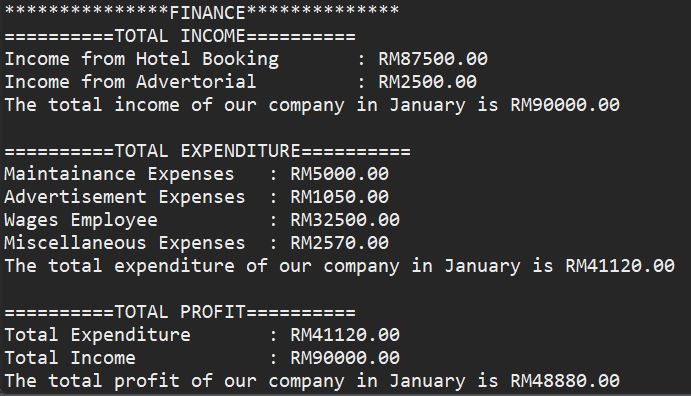 ***************FINANCE**************
==========TOTAL INCOME==========
Income from Hotel Booking       : RM87500.00
Income from Advertorial         : RM2500.00
The total income of our company in January is RM90000.00

==========TOTAL EXPENDITURE==========
Maintainance Expenses   : RM5000.00
Advertisement Expenses  : RM1050.00
Wages Employee          : RM32500.00
Miscellaneous Expenses  : RM2570.00
The total expenditure of our company in January is RM41120.00

==========TOTAL PROFIT==========
Total Expenditure       : RM41120.00
Total Income            : RM90000.00
The total profit of our company in January is RM48880.00